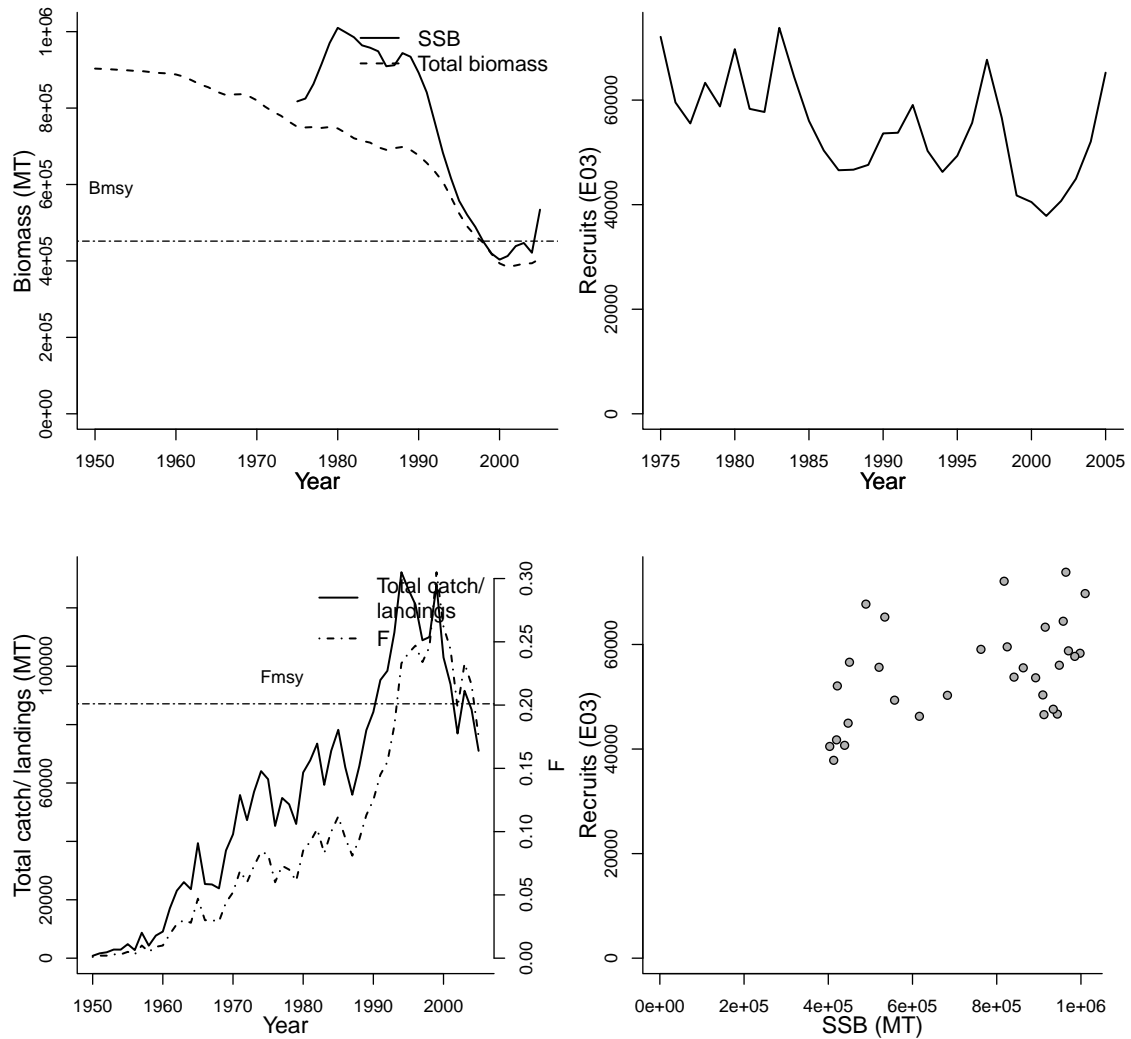 Biomass (MT)
1e+06
8e+05
6e+05
4e+05
2e+05
0e+00
SSB
Total biomass
Bmsy
1950 1960 1970 1980 1990 2000
Year
Recruits (E03)
60000
40000
20000
0
1975 1980 1985 1990 1995 2000 2005
Year
Total catch/ landings (MT)
100000
60000
20000
0
Total catch/
landings
F
Fmsy
0.30
0.25
0.20
0.15
0.10
0.05
0.00
F
1950 1960 1970 1980 1990 2000
Year
Recruits (E03)
60000
40000
20000
0
0e+00 2e+05 4e+05 6e+05 8e+05 1e+06
SSB (MT)